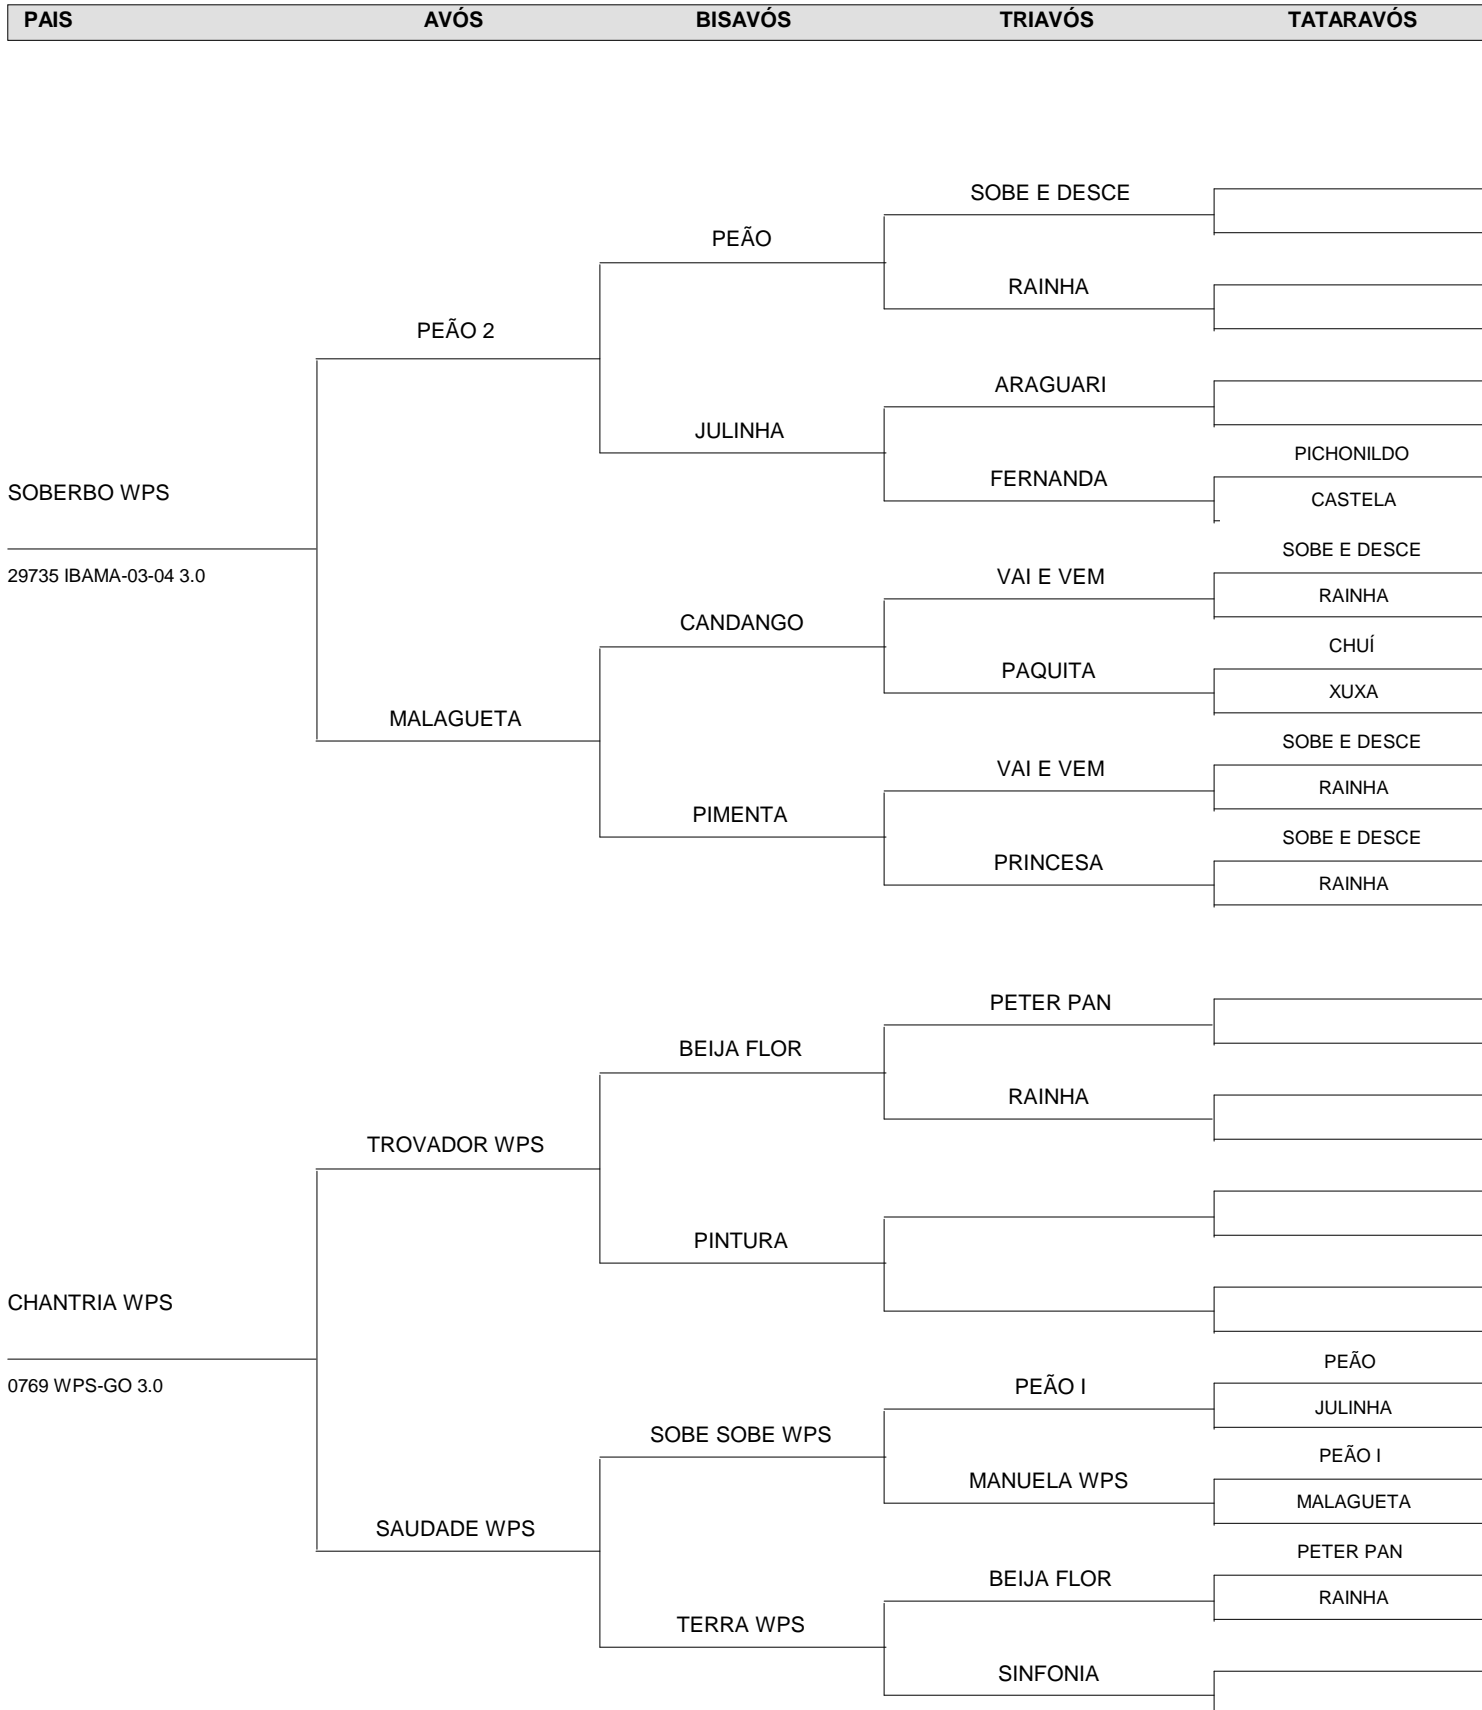 PAIS AVÓS BISAVÓS TRIAVÓS TATARAVÓS
SOBE E DESCE
PEÃO
RAINHA
PEÃO 2
ARAGUARI
JULINHA
PICHONILDO
FERNANDA
SOBERBO WPS
CASTELA
SOBE E DESCE
29735 IBAMA-03-04 3.0
VAI E VEM
RAINHA
CANDANGO
CHUÍ
PAQUITA
XUXA
MALAGUETA
SOBE E DESCE
VAI E VEM
RAINHA
PIMENTA
SOBE E DESCE
PRINCESA
RAINHA
PETER PAN
BEIJA FLOR
RAINHA
TROVADOR WPS
PINTURA
CHANTRIA WPS
PEÃO
0769 WPS-GO 3.0
PEÃO I
JULINHA
SOBE SOBE WPS
PEÃO I
MANUELA WPS
MALAGUETA
SAUDADE WPS
PETER PAN
BEIJA FLOR
RAINHA
TERRA WPS
SINFONIA